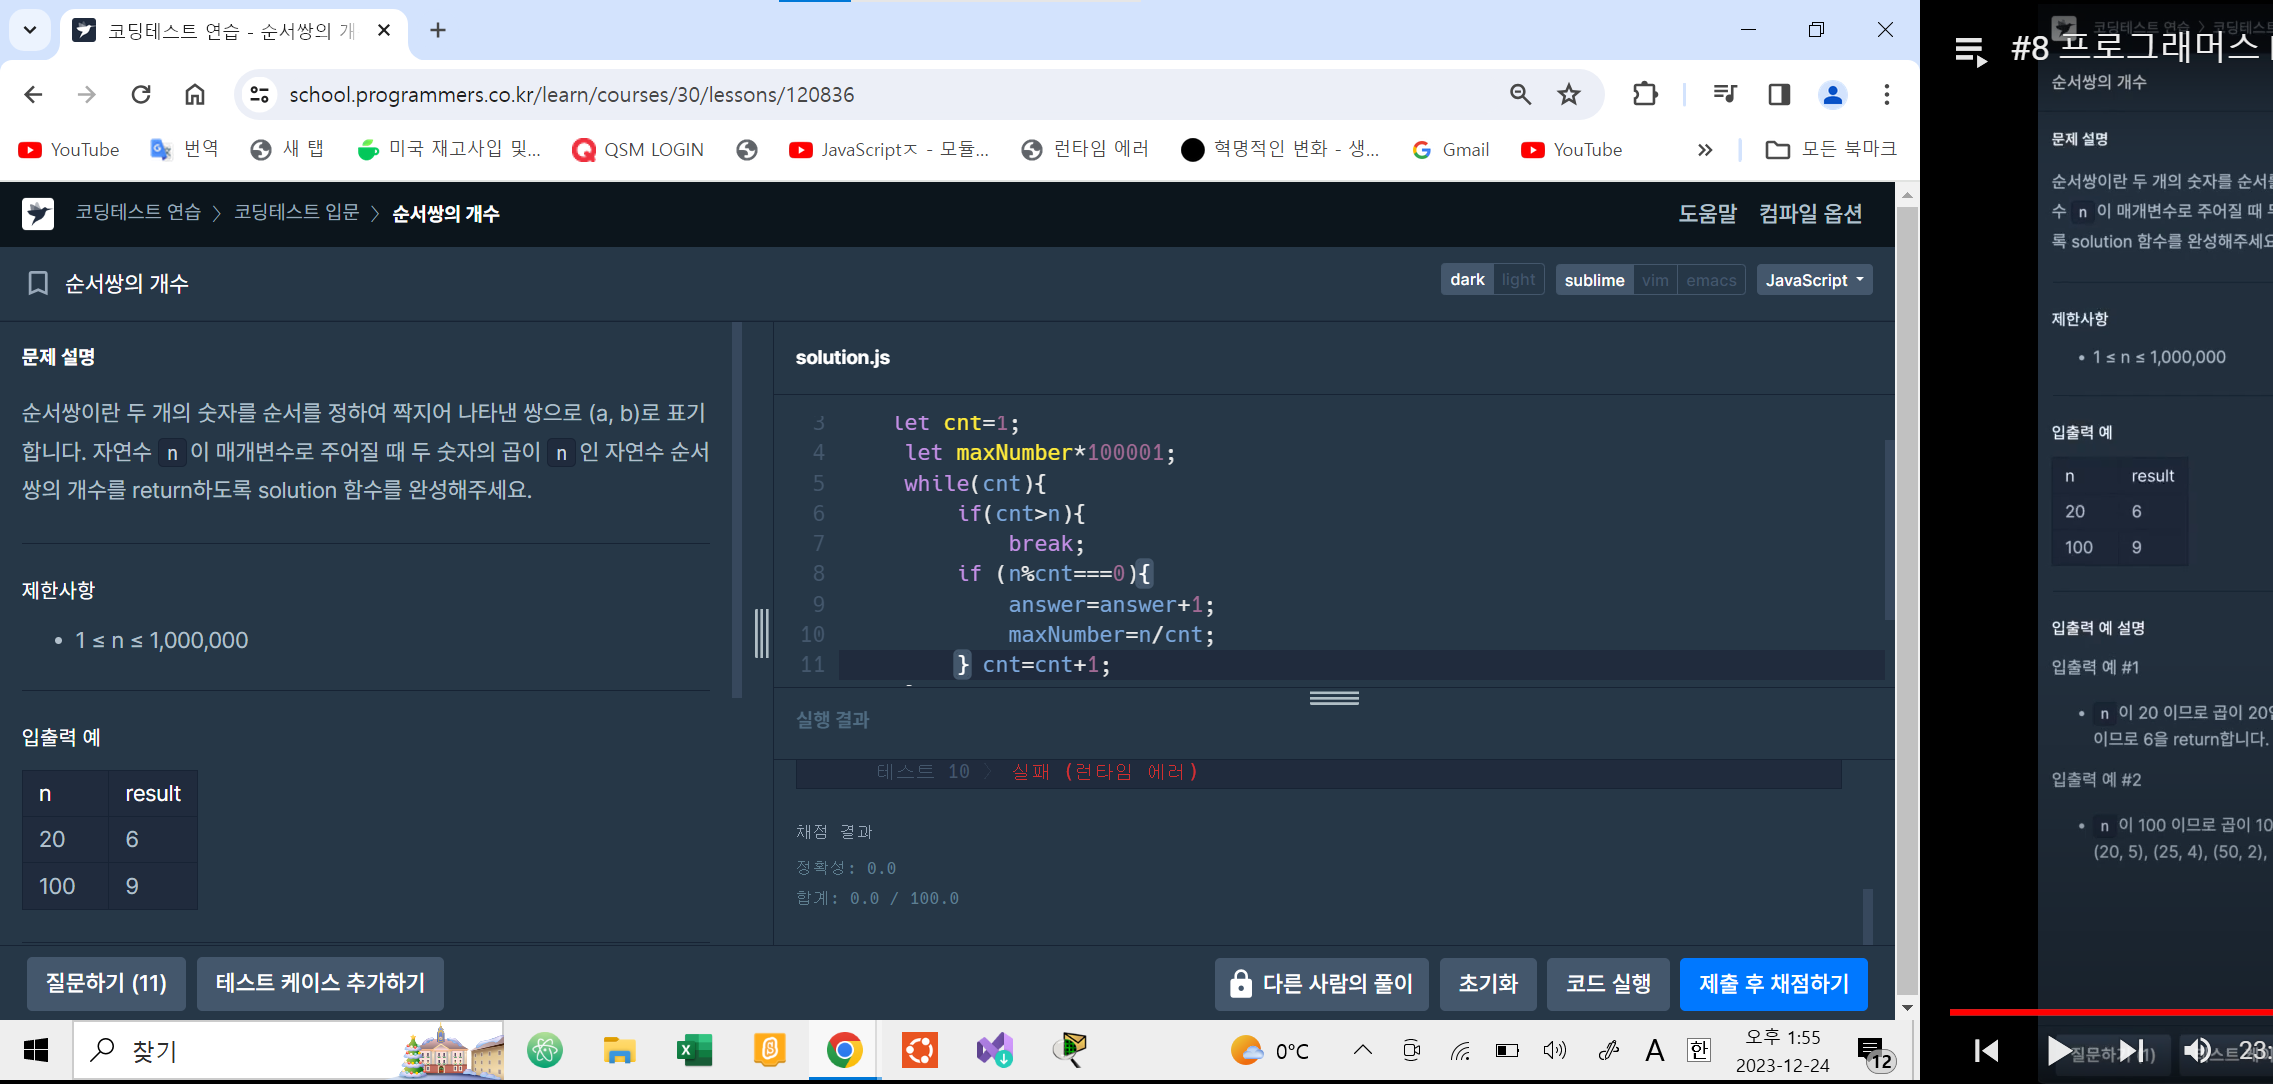 코딩테스트 연습 - 순서쌍의 개
school.programmers.co.kr/learn/courses/30/lessons/120836
YouTube
번역
새 탭
미국 재고사입 및...
QSM LOGIN
JavaScriptㅈ - 모듈...
런타임 에러
혁명적인 변화 - 생...
Gmail
YouTube
모든 북마크
코딩테스트 연습 > 코딩테스트 입문 > 순서쌍의 개수
도움말 컴파일 옵션
순서쌍의 개수
dark light
sublime vim emacs
JavaScript
문제 설명
순서쌍이란 두 개의 숫자를 순서를 정하여 짝지어 나타낸 쌍으로 (a, b)로 표기
합니다. 자연수 n 이 매개변수로 주어질 때 두 숫자의 곱이 n 인 자연수 순서
쌍의 개수를 return하도록 solution 함수를 완성해주세요.
제한사항
• 1 ≤ n ≤ 1,000,000
입출력 예
n result
20 6
100 9
solution.js
3 let cnt=1;
4 let maxNumber*100001;
5 while(cnt){
6 if(cnt>n){
7 break;
8 if (n%cnt===0){
9 answer=answer+1;
10 maxNumber=n/cnt;
11 } cnt=cnt+1;
실행 결과
테스트 10 > 실패 (런타임 에러)
채점 결과
정확성: 0.0
합계: 0.0 / 100.0
질문하기 (11)
테스트 케이스 추가하기
다른 사람의 풀이
초기화
코드 실행
제출 후 채점하기
찾기
0°C
A
한
오후 1:55
2023-12-24
12
#8 프로그래머스
순서쌍의 개수
문제 설명
순서쌍이란 두 개의 숫자를 순서를
수 n 이 매개변수로 주어질 때
록 solution 함수를 완성해주세요
제한사항
• 1 ≤ n ≤ 1,000,000
입출력 예
n result
20 6
100 9
입출력 예 설명
입출력 예 #1
• n 이 20 이므로 곱이 20
이므로 6을 return합니다.
입출력 예 #2
• n 이 100 이므로 곱이 10
(20, 5), (25, 4), (50, 2),
23: